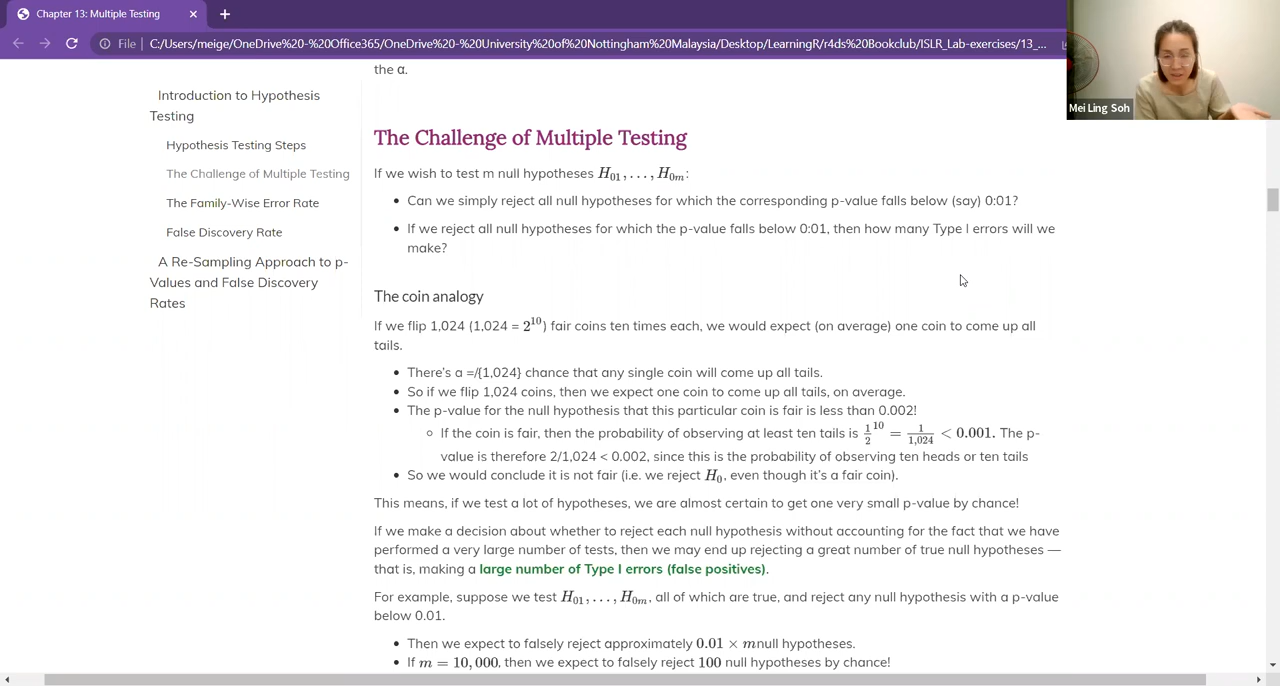 Chapter 13: Multiple Testing
File
C:/Users/meige/OneDrive%20-%20Office365/OneDrive%20-%20University%20of%20Nottingham%20Malaysia/Desktop/LearningR/r4ds%20Bookclub/ISLR_Lab-exercises/13_...
Mei Ling Soh
Introduction to Hypothesis
Testing
Hypothesis Testing Steps
The Challenge of Multiple Testing
The Family-Wise Error Rate
False Discovery Rate
A Re-Sampling Approach to p-
Values and False Discovery
Rates
the α.
The Challenge of Multiple Testing
If we wish to test m null hypotheses H₀₁, . . . , H₀ₘ:
• Can we simply reject all null hypotheses for which the corresponding p-value falls below (say) 0:01?
• If we reject all null hypotheses for which the p-value falls below 0:01, then how many Type I errors will we
make?
The coin analogy
If we flip 1,024 (1,024 = 2¹⁰) fair coins ten times each, we would expect (on average) one coin to come up all
tails.
• There's a =/{1,024} chance that any single coin will come up all tails.
• So if we flip 1,024 coins, then we expect one coin to come up all tails, on average.
• The p-value for the null hypothesis that this particular coin is fair is less than 0.002!
◦ If the coin is fair, then the probability of observing at least ten tails is 1/2¹⁰ = 1/1,024 < 0.001. The p-
value is therefore 2/1,024 < 0.002, since this is the probability of observing ten heads or ten tails
• So we would conclude it is not fair (i.e. we reject H₀, even though it's a fair coin).
This means, if we test a lot of hypotheses, we are almost certain to get one very small p-value by chance!
If we make a decision about whether to reject each null hypothesis without accounting for the fact that we have
performed a very large number of tests, then we may end up rejecting a great number of true null hypotheses —
that is, making a large number of Type I errors (false positives).
For example, suppose we test H₀₁, . . . , H₀ₘ, all of which are true, and reject any null hypothesis with a p-value
below 0.01.
• Then we expect to falsely reject approximately 0.01 × mnull hypotheses.
• If m = 10,000, then we expect to falsely reject 100 null hypotheses by chance!